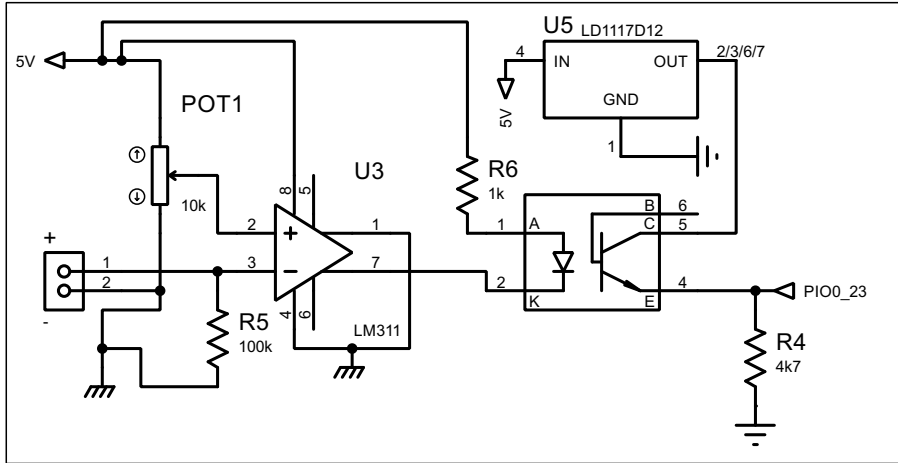 U5 LD1117D12
5V
4
IN
OUT
2/3/6/7
GND
5V
1
POT1
U3
R6
1k
10k
8
5
B
6
C
5
1
A
2
+
1
+
1
3
−
7
2
K
E
4
PIO0_23
2
-
R5
100k
4
6
LM311
R4
4k7